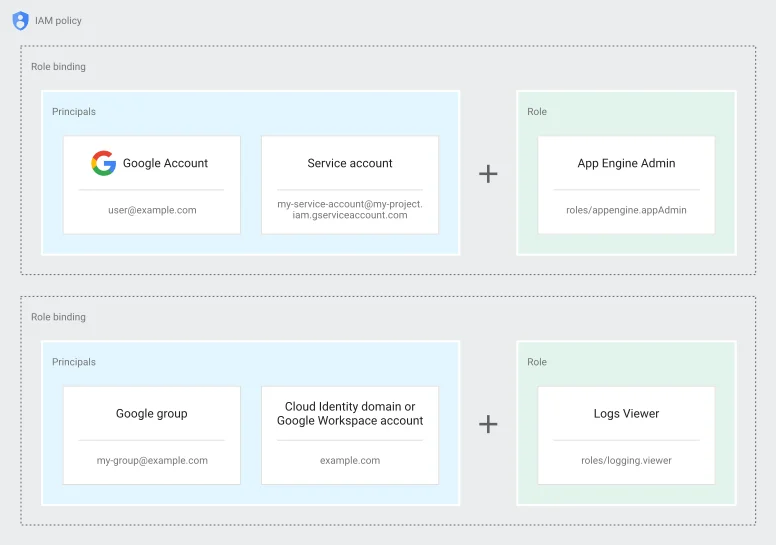 IAM policy
Role binding
Principals
Google Account
user@example.com
Service account
my-service-account@my-project.
iam.gserviceaccount.com
Role
App Engine Admin
roles/appengine.appAdmin
Role binding
Principals
Google group
my-group@example.com
Cloud Identity domain or
Google Workspace account
example.com
Role
Logs Viewer
roles/logging.viewer